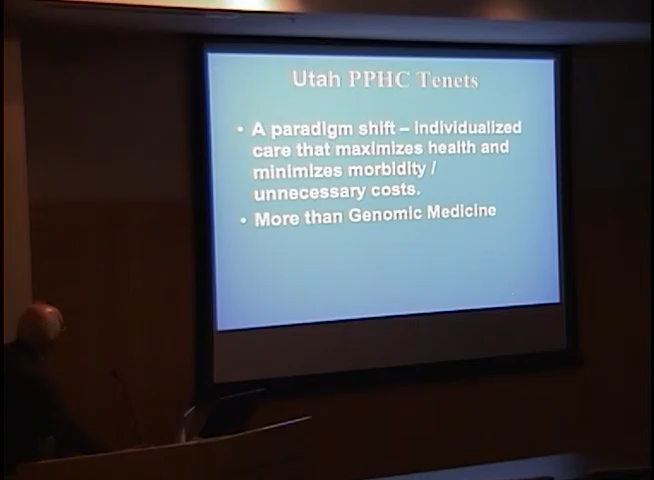 Utah PPHC Tenets
• A paradigm shift – individualized
care that maximizes health and
minimizes morbidity /
unnecessary costs.
• More than Genomic Medicine